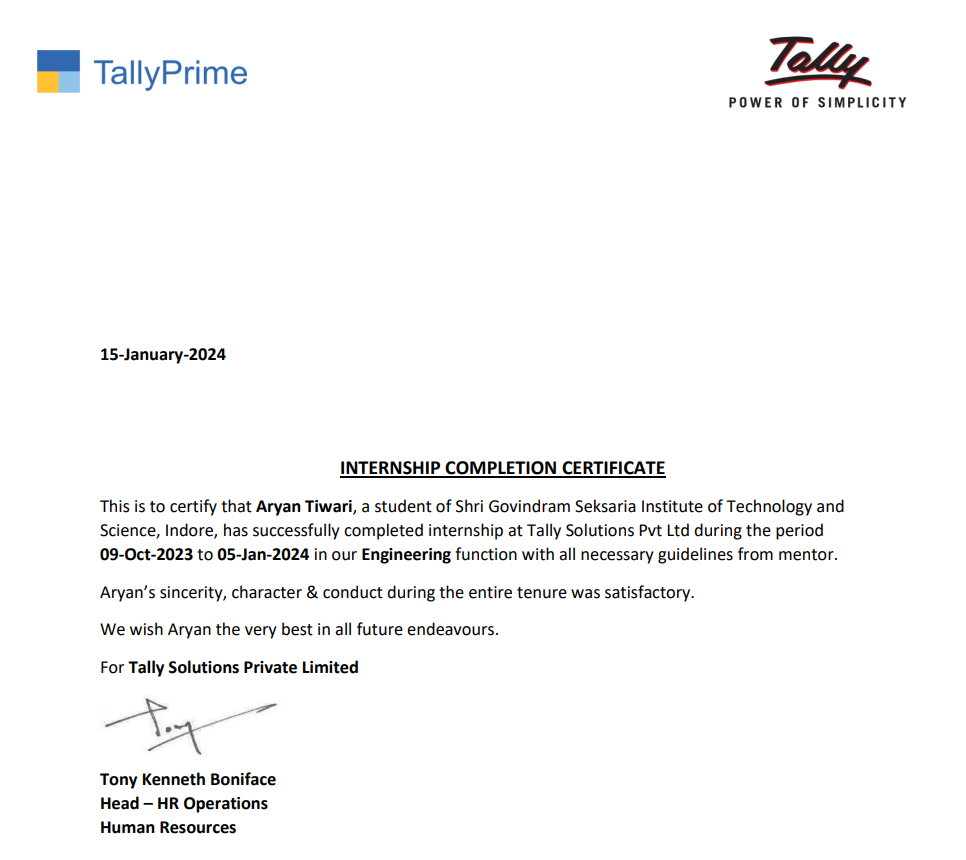 TallyPrime
Tally
POWER OF SIMPLICITY
15-January-2024
INTERNSHIP COMPLETION CERTIFICATE
This is to certify that Aryan Tiwari, a student of Shri Govindram Seksaria Institute of Technology and
Science, Indore, has successfully completed internship at Tally Solutions Pvt Ltd during the period
09-Oct-2023 to 05-Jan-2024 in our Engineering function with all necessary guidelines from mentor.
Aryan’s sincerity, character & conduct during the entire tenure was satisfactory.
We wish Aryan the very best in all future endeavours.
For Tally Solutions Private Limited
Tony
Tony Kenneth Boniface
Head – HR Operations
Human Resources